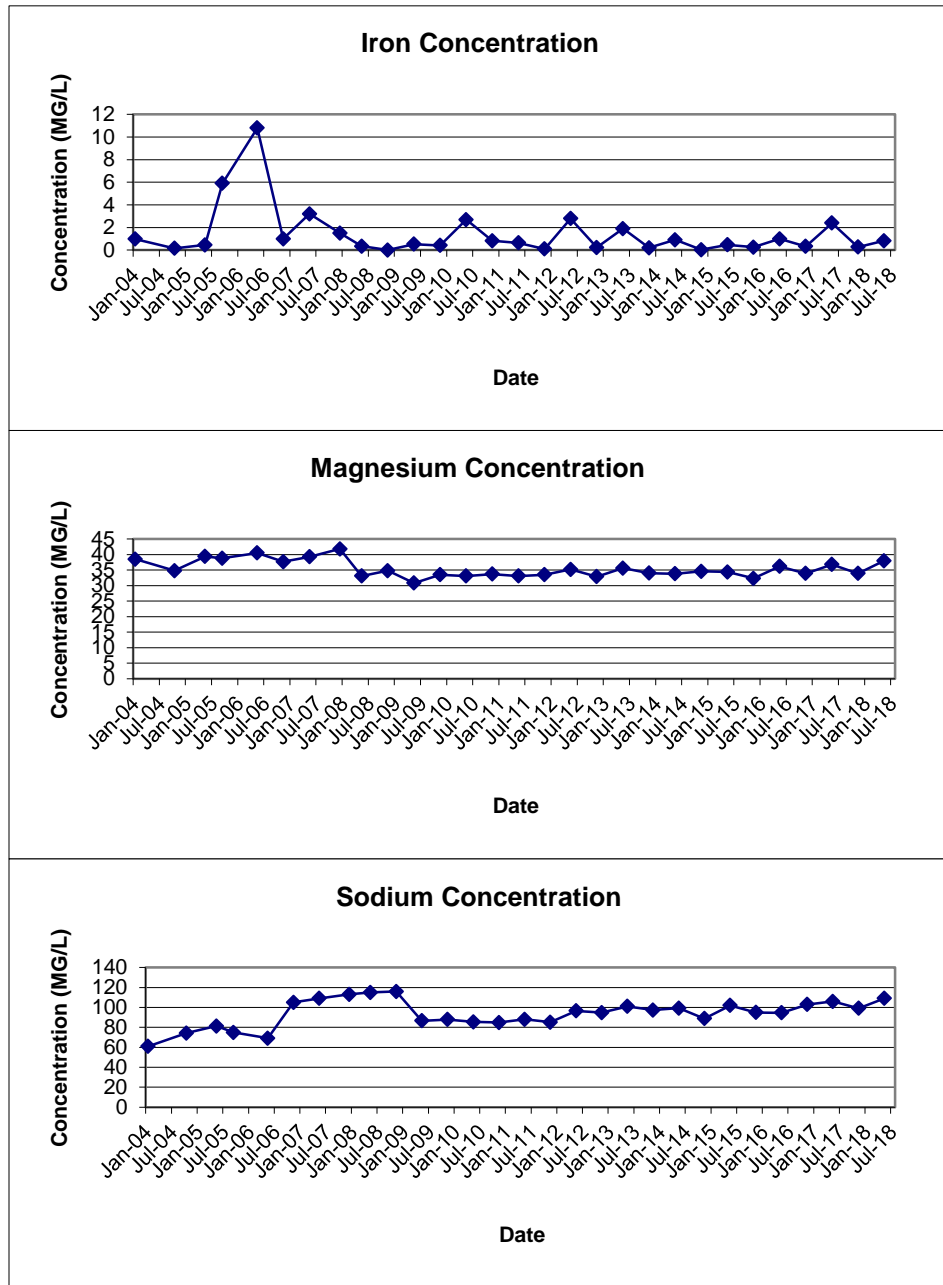 Iron Concentration
Concentration (MG/L)
12
10
8
6
4
2
0
Jan-04 Jul-04 Jan-05 Jul-05 Jan-06 Jul-06 Jan-07 Jul-07 Jan-08 Jul-08 Jan-09 Jul-09 Jan-10 Jul-10 Jan-11 Jul-11 Jan-12 Jul-12 Jan-13 Jul-13 Jan-14 Jul-14 Jan-15 Jul-15 Jan-16 Jul-16 Jan-17 Jul-17 Jan-18 Jul-18
Date
Magnesium Concentration
Concentration (MG/L)
45
40
35
30
25
20
15
10
5
0
Jan-04 Jul-04 Jan-05 Jul-05 Jan-06 Jul-06 Jan-07 Jul-07 Jan-08 Jul-08 Jan-09 Jul-09 Jan-10 Jul-10 Jan-11 Jul-11 Jan-12 Jul-12 Jan-13 Jul-13 Jan-14 Jul-14 Jan-15 Jul-15 Jan-16 Jul-16 Jan-17 Jul-17 Jan-18 Jul-18
Date
Sodium Concentration
Concentration (MG/L)
140
120
100
80
60
40
20
0
Jan-04 Jul-04 Jan-05 Jul-05 Jan-06 Jul-06 Jan-07 Jul-07 Jan-08 Jul-08 Jan-09 Jul-09 Jan-10 Jul-10 Jan-11 Jul-11 Jan-12 Jul-12 Jan-13 Jul-13 Jan-14 Jul-14 Jan-15 Jul-15 Jan-16 Jul-16 Jan-17 Jul-17 Jan-18 Jul-18
Date